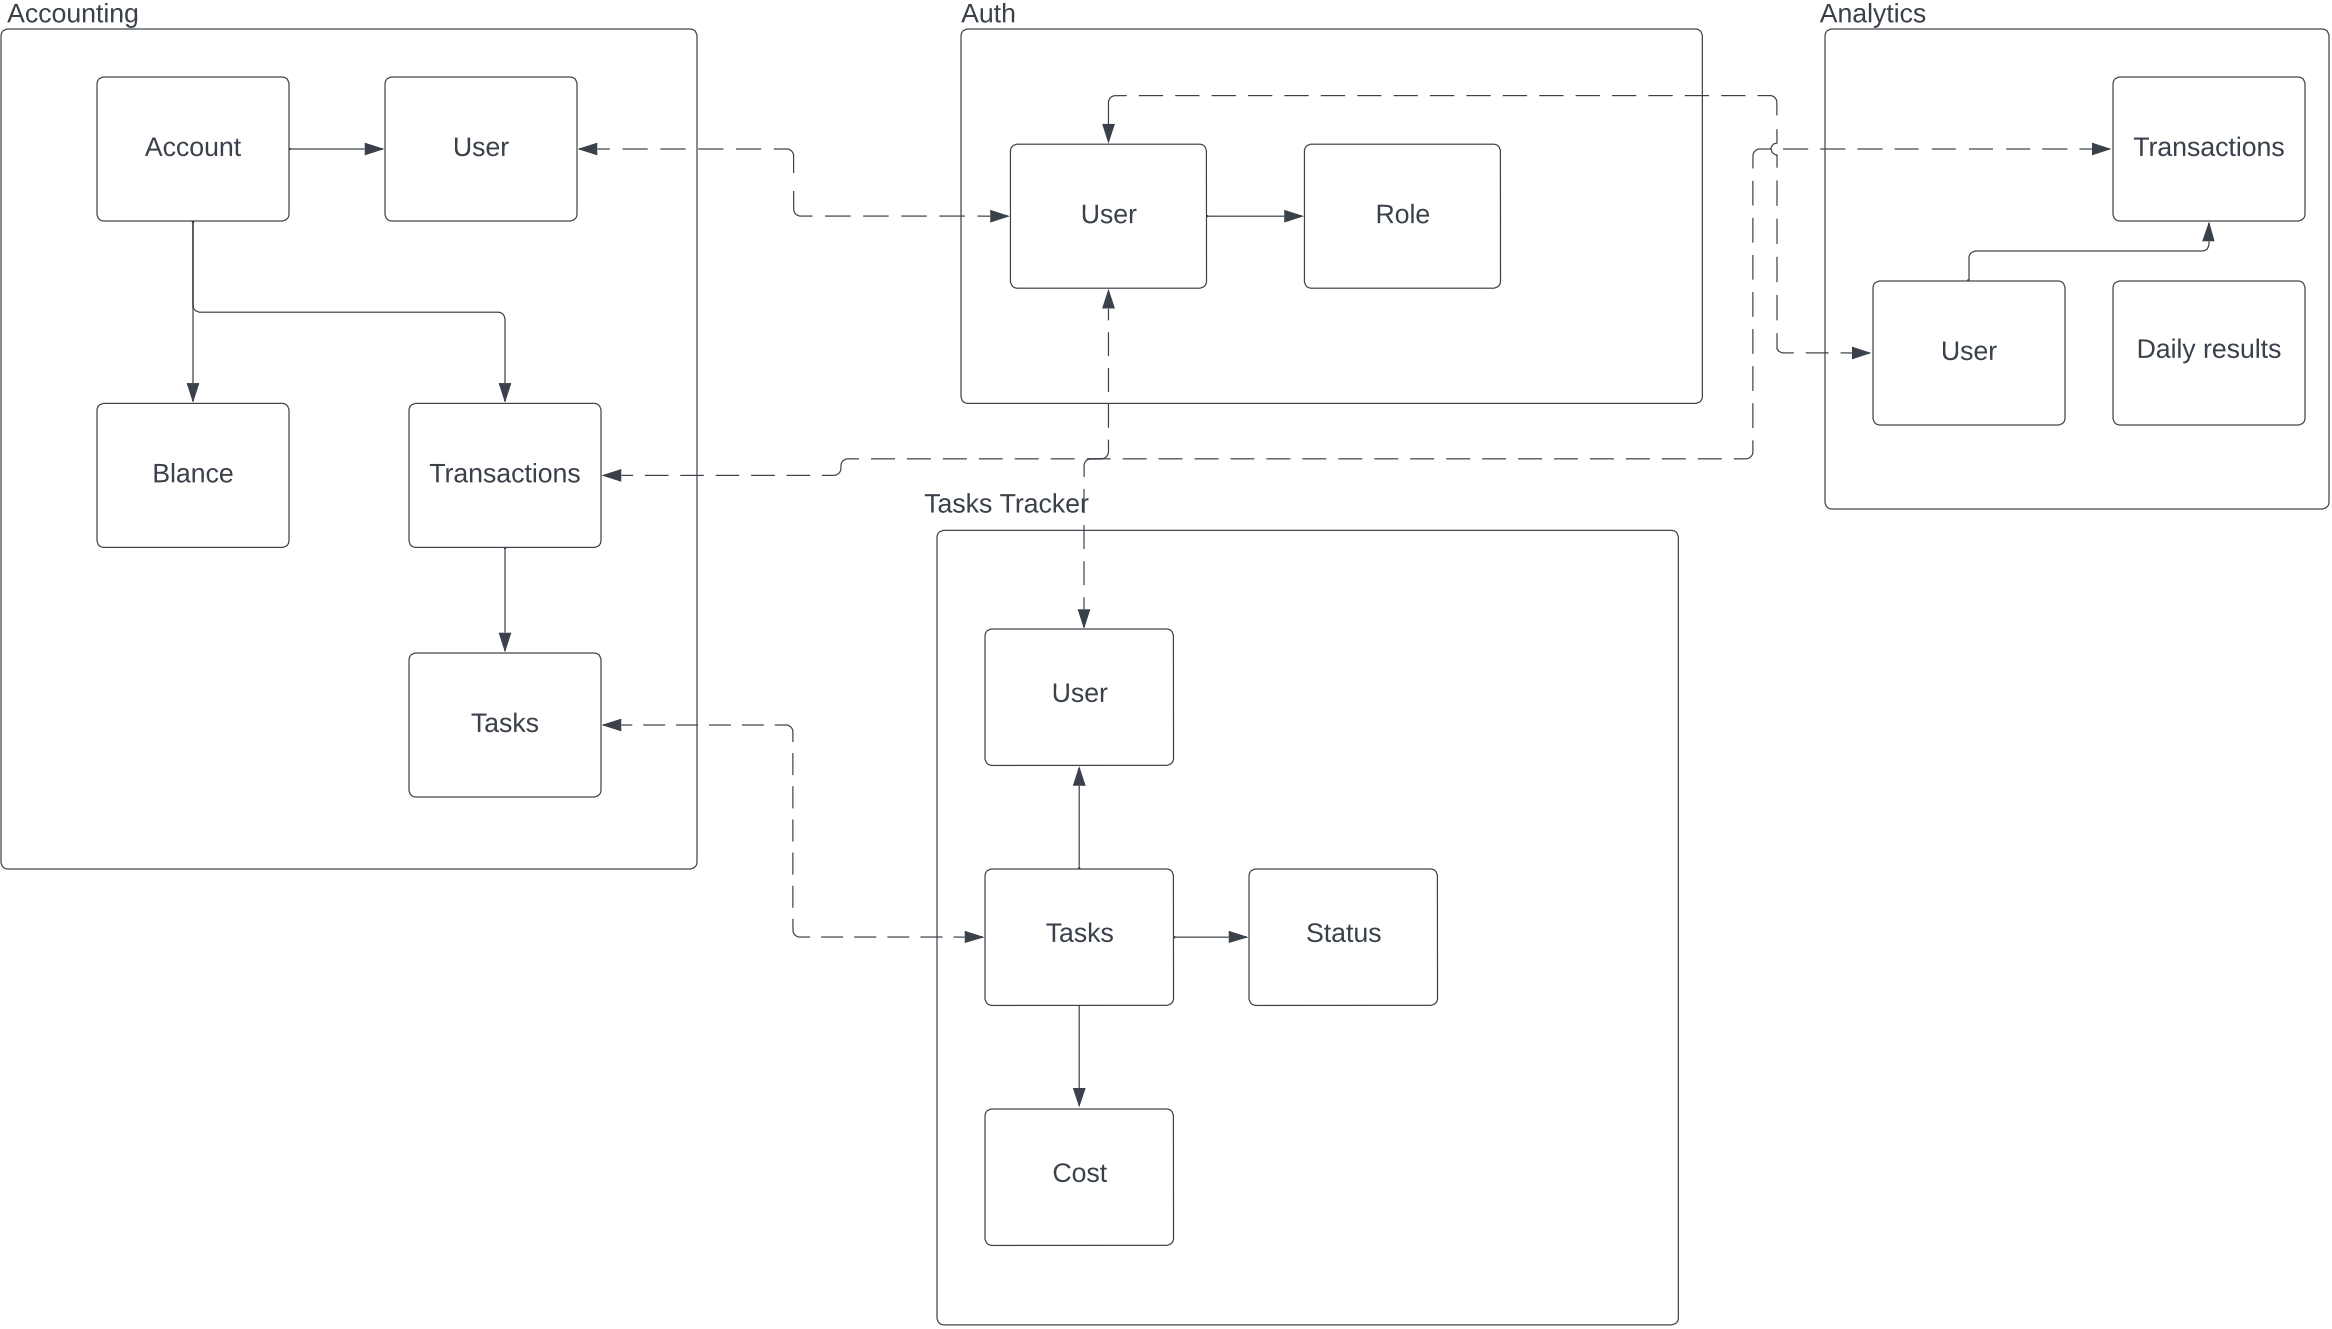 Accounting
Account
User
Blance
Transactions
Tasks
Auth
User
Role
Analytics
Transactions
User
Daily results
Tasks Tracker
User
Tasks
Status
Cost